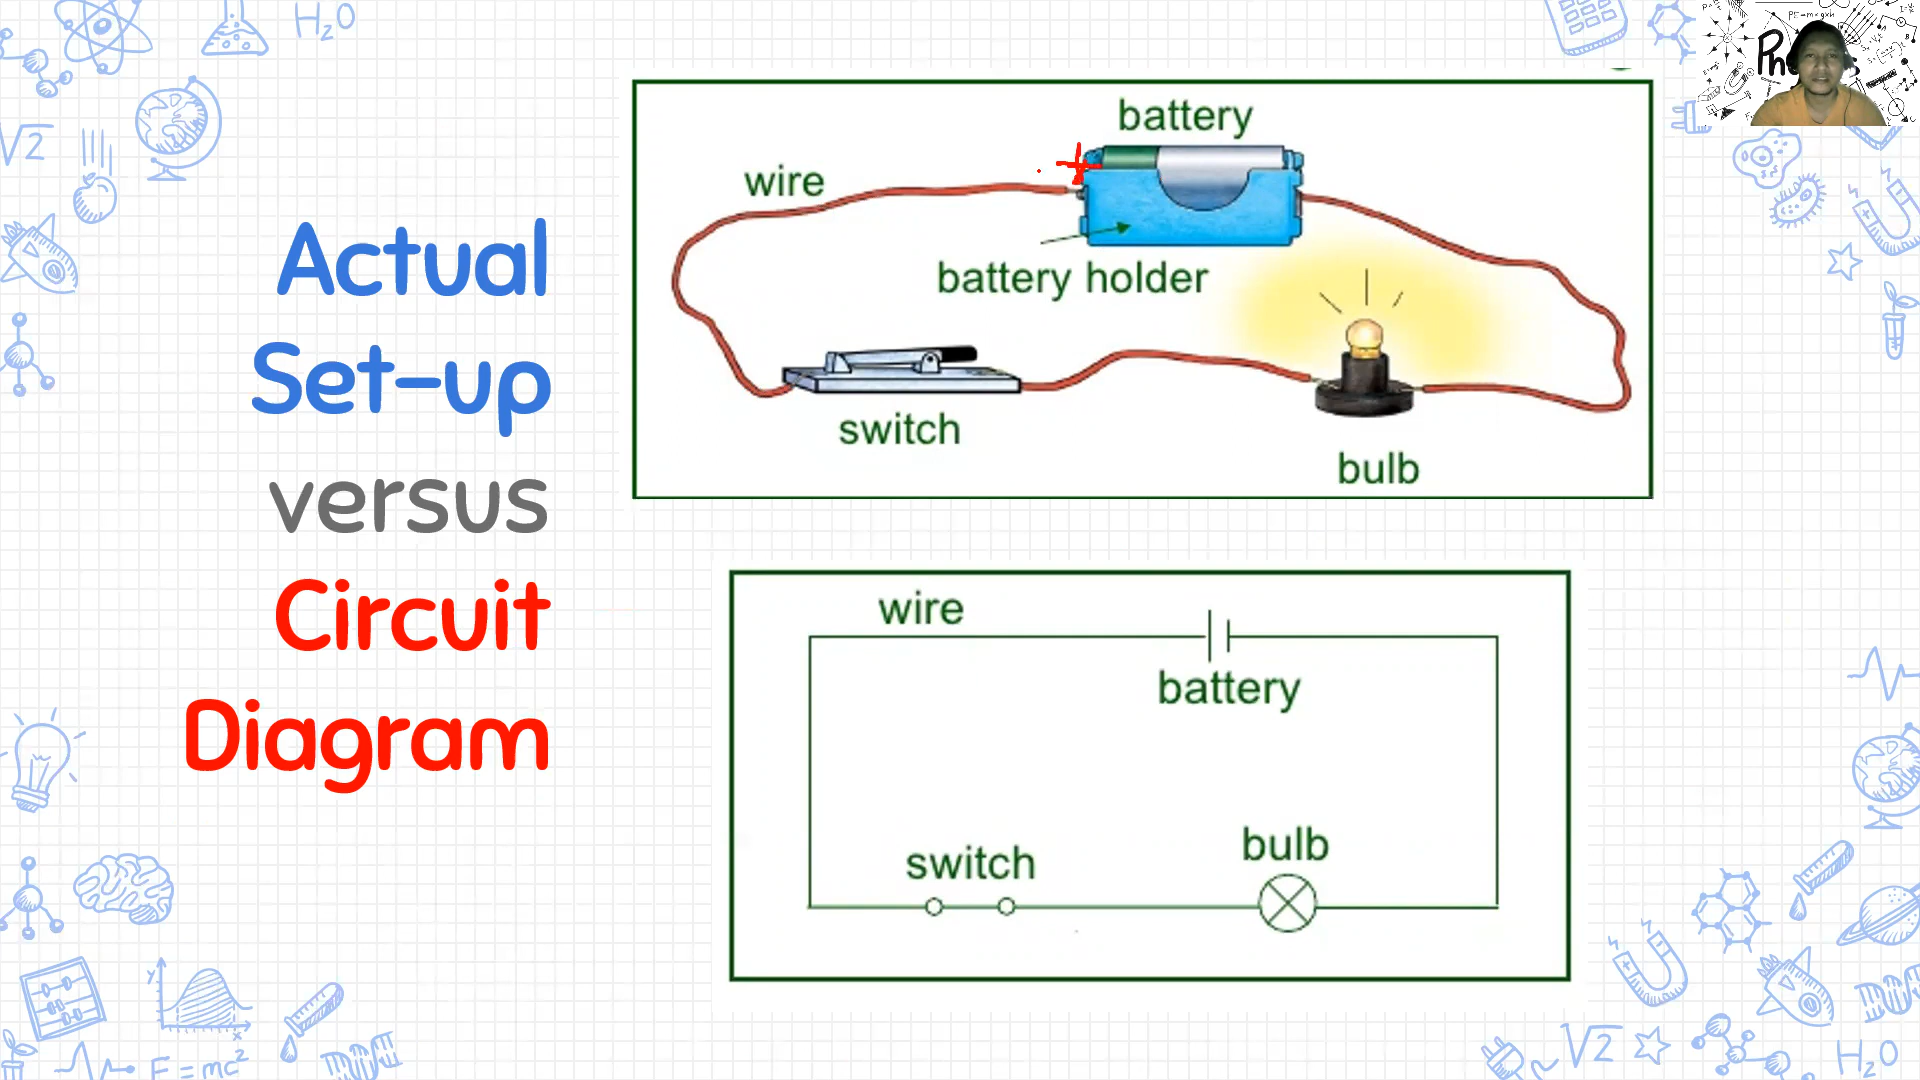 H₂O
√2
Actual
Set-up
versus
Circuit
Diagram
battery
+
wire
battery holder
switch
bulb
wire
battery
switch
bulb
y
x
F=mc²
√2
H₂O